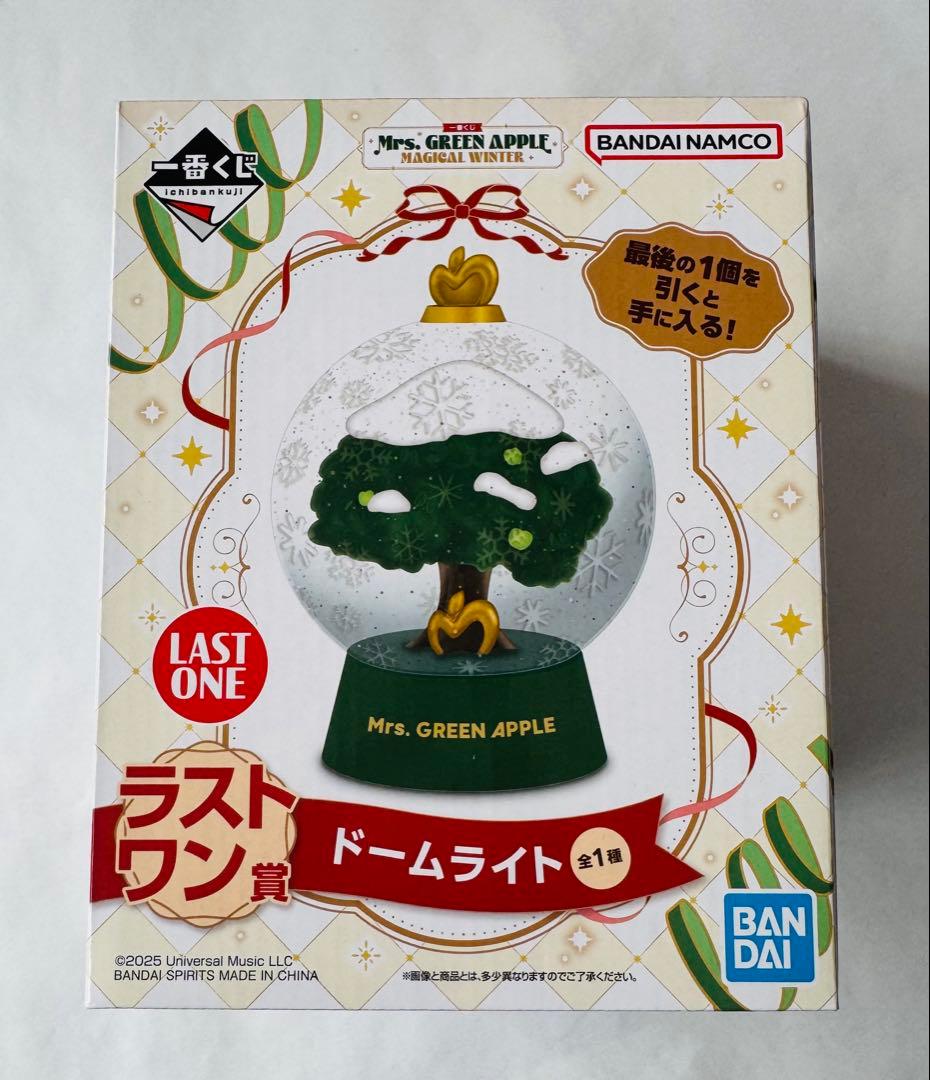 一番くじ
ichibankuji
一番くじ
Mrs. GREEN APPLE
MAGICAL WINTER
BANDAI NAMCO
最後の1個を
引くと
手に入る!
Mrs. GREEN APPLE
LAST
ONE
ラスト
ワン賞
ドームライト
全1種
BAN
DAI
©2025 Universal Music LLC
BANDAI SPIRITS MADE IN CHINA
※画像と商品とは、多少異なりますのでご了承ください。